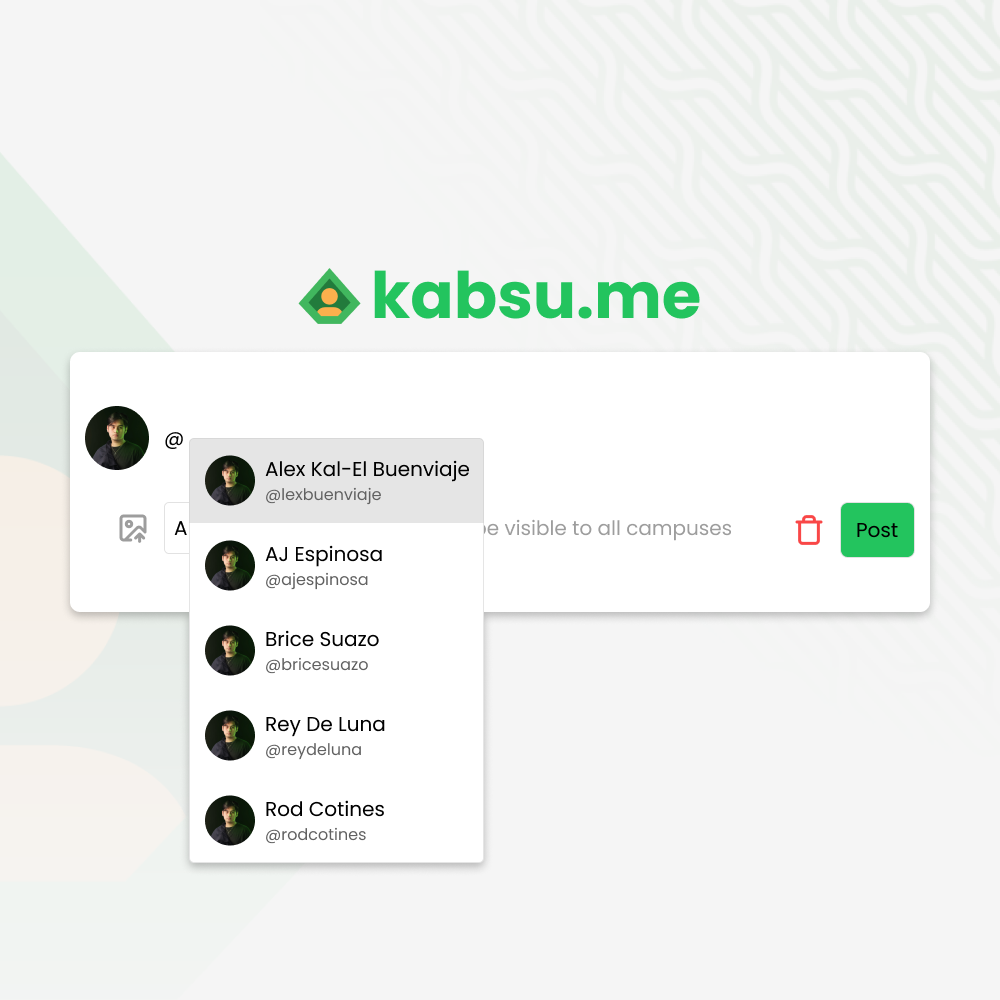 kabsu.me
@
Alex Kal-El Buenviaje
@lexbuenviaje
A
be visible to all campuses
Post
AJ Espinosa
@ajespinosa
Brice Suazo
@bricesuazo
Rey De Luna
@reydeluna
Rod Cotines
@rodcotines